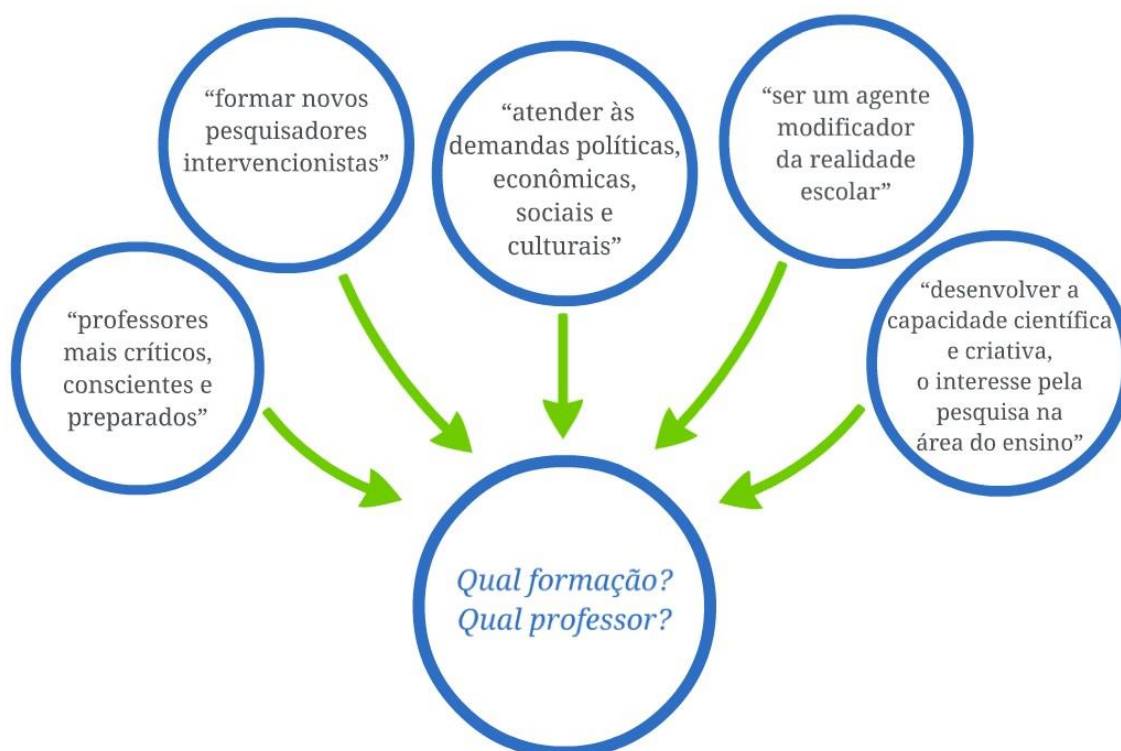 “professores
mais críticos,
conscientes e
preparados”
“formar novos
pesquisadores
intervencionistas”
“atender às
demandas políticas,
econômicas,
sociais e
culturais”
“ser um agente
modificador
da realidade
escolar”
“desenvolver a
capacidade científica
e criativa,
o interesse pela
pesquisa na
área do ensino”
Qual formação?
Qual professor?